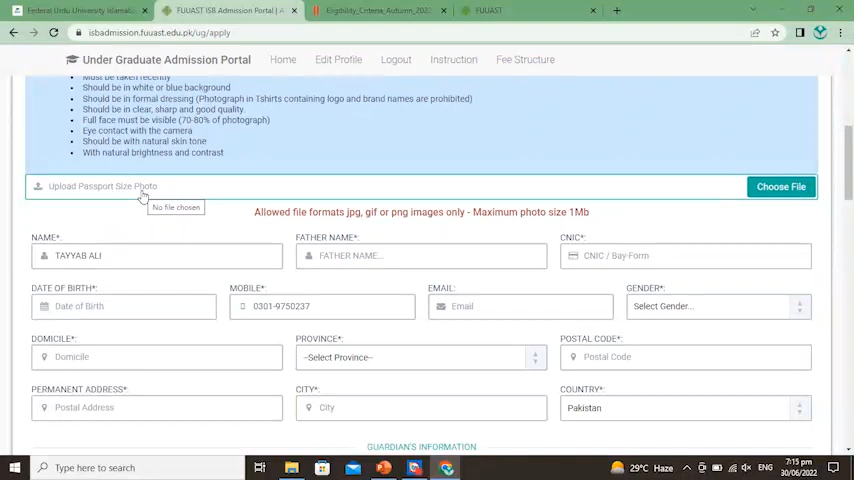 Federal Urdu University Islamabad
FUUAST ISB Admission Portal | A
Eligibility_Criteria_Autumn_2022
FUUAST
isbadmission.fuuast.edu.pk/ug/apply
Under Graduate Admission Portal Home Edit Profile Logout Instruction Fee Structure
Must be taken recently
Should be in white or blue background
Should be in formal dressing (Photograph in Tshirts containing logo and brand names are prohibited)
Should be in clear, sharp and good quality.
Full face must be visible (70-80% of photograph)
Eye contact with the camera
Should be with natural skin tone
With natural brightness and contrast
Upload Passport Size Photo Choose File
No file chosen
Allowed file formats jpg, gif or png images only - Maximum photo size 1Mb
NAME*: FATHER NAME*: CNIC*:
TAYYAB ALI FATHER NAME... CNIC / Bay-Form
DATE OF BIRTH*: MOBILE*: EMAIL: GENDER*:
Date of Birth 0301-9750237 Email Select Gender...
DOMICILE*: PROVINCE*: POSTAL CODE*:
Domicile --Select Province-- Postal Code
PERMANENT ADDRESS*: CITY*: COUNTRY*:
Postal Address City Pakistan
GUARDIAN'S INFORMATION
Type here to search 29°C Haze ENG 7:15 pm
30/06/2022